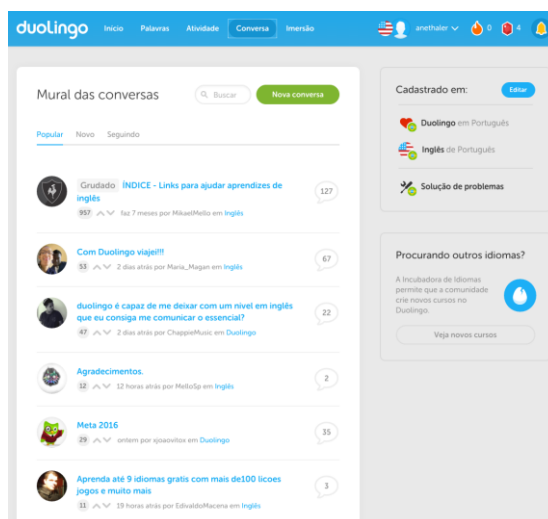 duolingo Início Palavras Atividade Conversa Imersão anethaler 0 4
Mural das conversas Buscar Nova conversa
Popular Novo Seguindo
Grudado ÍNDICE - Links para ajudar aprendizes de
inglês
127
957 faz 7 meses por MikaelMello em Inglês
Com Duolingo viajei!!!
67
53 2 dias atrás por Maria_Magan em Inglês
duolingo é capaz de me deixar com um nível em inglês
que eu consiga me comunicar o essencial?
22
47 2 dias atrás por ChappieMusic em Duolingo
Agradecimentos.
2
12 12 horas atrás por MelloSp em Inglês
Meta 2016
35
29 ontem por xjoaovitox em Duolingo
Aprenda até 9 idiomas gratis com mais de100 licoes
jogos e muito mais
3
11 19 horas atrás por EdivaldoMacena em Inglês
Cadastrado em: Editar
Duolingo em Português
Inglês de Português
Solução de problemas
Procurando outros idiomas?
A Incubadora de Idiomas
permite que a comunidade
crie novos cursos no
Duolingo.
Veja novos cursos